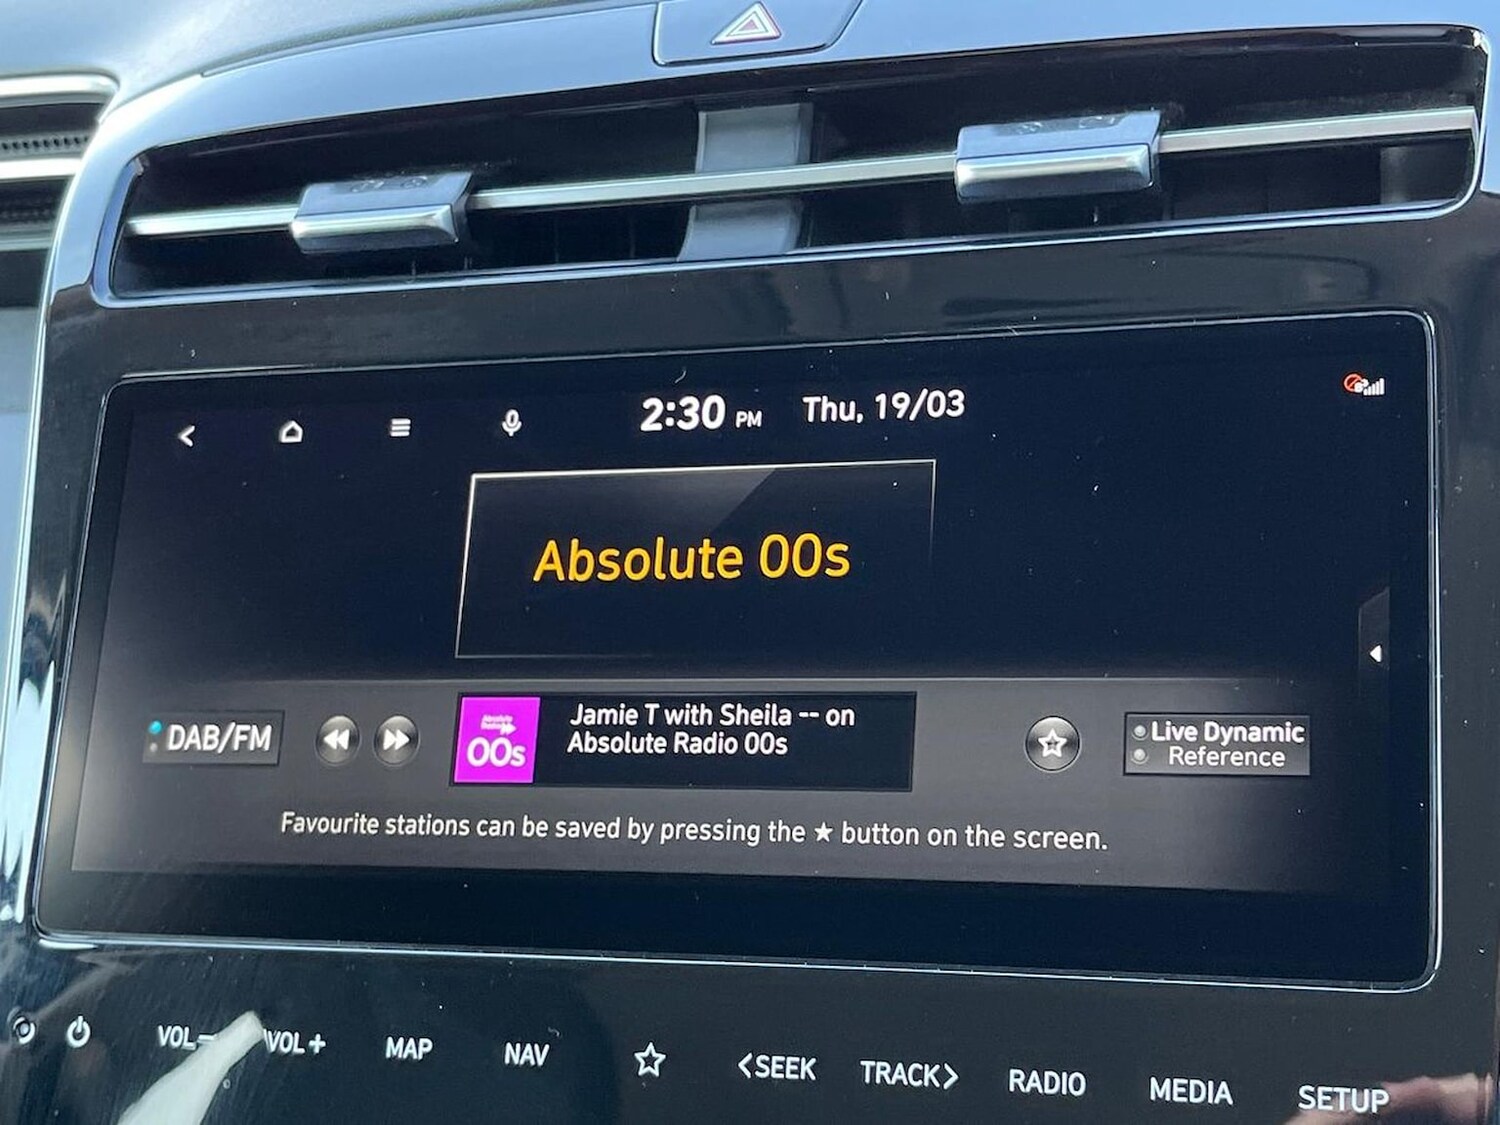 2:30 PM Thu, 19/03
Absolute 00s
DAB/FM
00s
Jamie T with Sheila -- on
Absolute Radio 00s
Live Dynamic
Reference
Favourite stations can be saved by pressing the ★ button on the screen.
VOL− VOL+ MAP NAV <SEEK TRACK> RADIO MEDIA SETUP